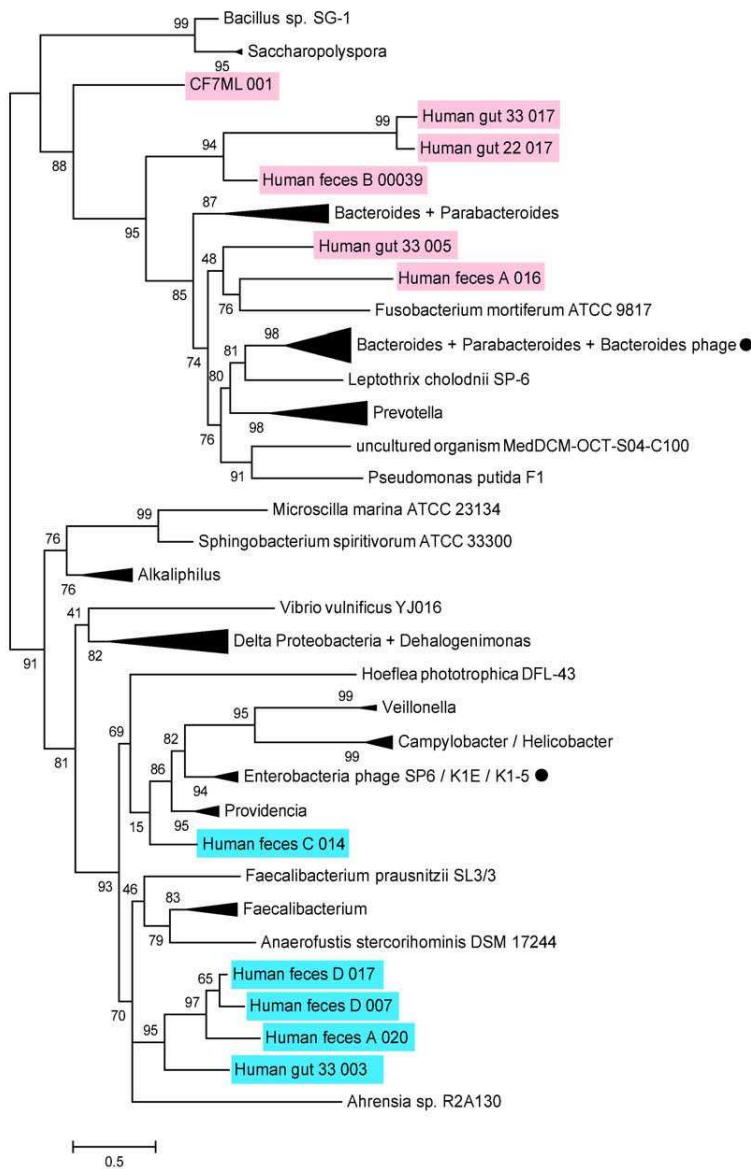 99
Bacillus sp. SG-1
Saccharopolyspora
95
CF7ML 001
88
99
Human gut 33 017
94
Human gut 22 017
Human feces B 00039
95
87
Bacteroides + Parabacteroides
48
Human gut 33 005
85
76
Human feces A 016
Fusobacterium mortiferum ATCC 9817
74
98
81
Bacteroides + Parabacteroides + Bacteroides phage
80
Leptothrix cholodnii SP-6
98
Prevotella
76
uncultured organism MedDCM-OCT-S04-C100
91
Pseudomonas putida F1
99
Microscilla marina ATCC 23134
76
Sphingobacterium spiritivorum ATCC 33300
76
Alkaliphilus
41
Vibrio vulnificus YJ016
82
Delta Proteobacteria + Dehalogenimonas
91
Hoeflea phototrophica DFL-43
99
Veillonella
69
95
82
99
Campylobacter / Helicobacter
81
86
94
Enterobacteria phage SP6 / K1E / K1-5
95
Providencia
15
Human feces C 014
93
46
Faecalibacterium prausnitzii SL3/3
83
Faecalibacterium
79
Anaerofustis stercorihominis DSM 17244
65
Human feces D 017
97
Human feces D 007
70
95
Human feces A 020
Human gut 33 003
Ahrensia sp. R2A130
0.5